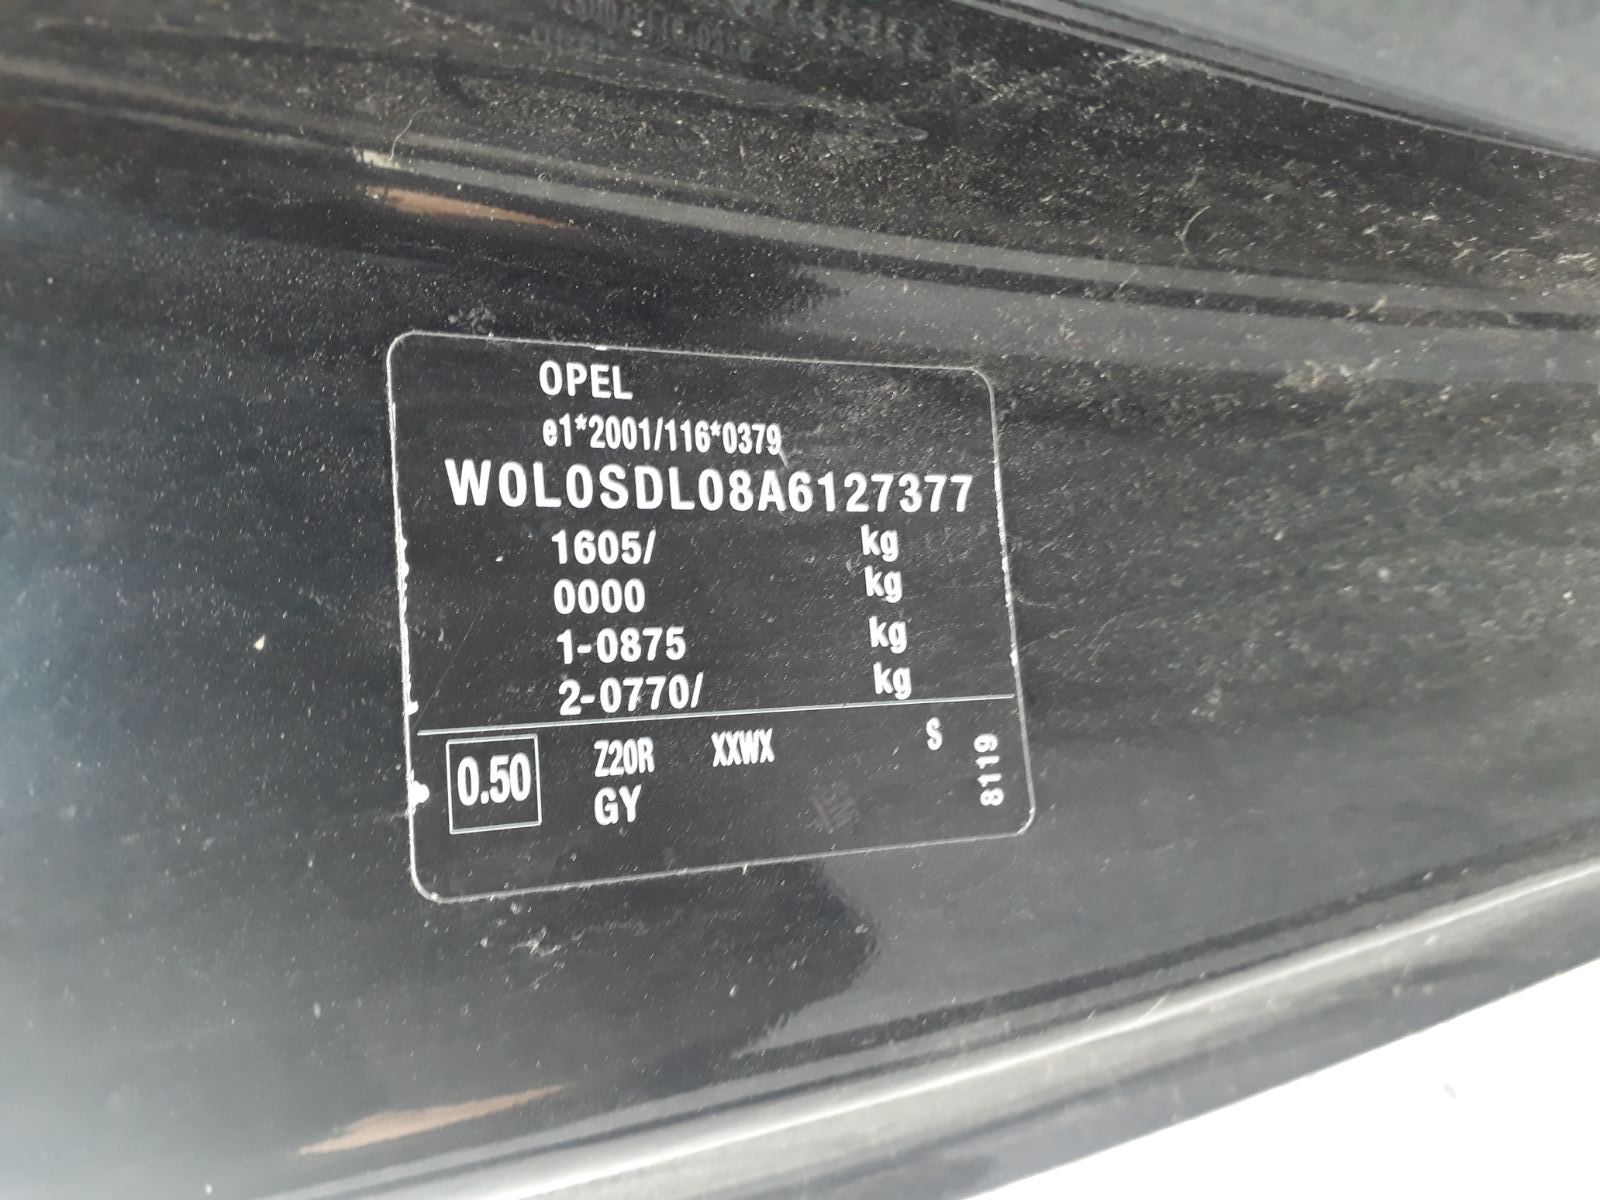 OPEL
e1*2001/116*0379
W0L0SDL08A6127377
1605/ kg
0000 kg
1-0875 kg
2-0770/ kg
0.50 Z20R XXWX S
GY
8119